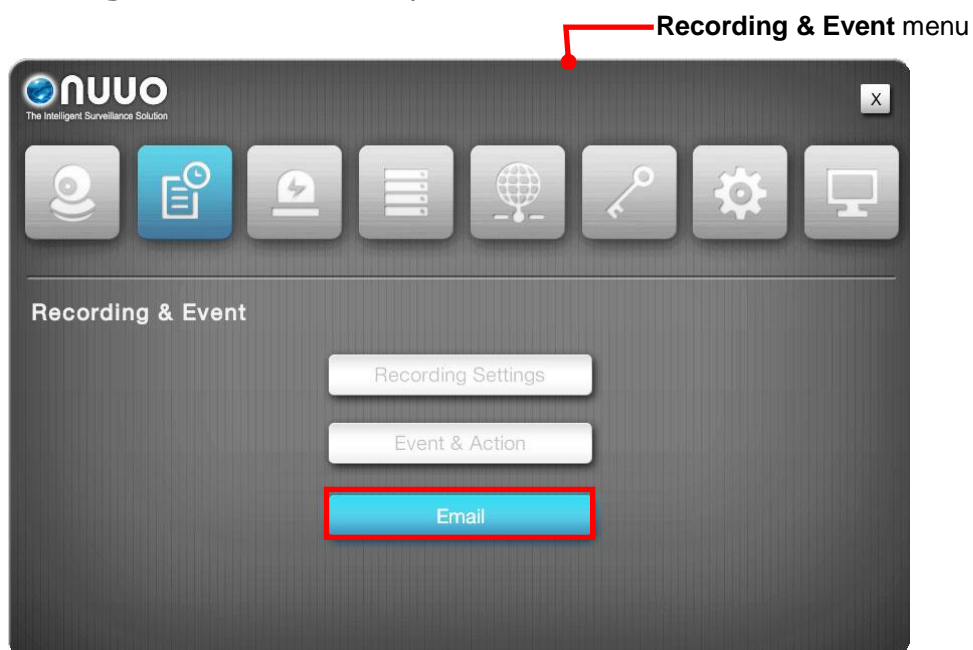 Recording & Event menu
nuuo
The Intelligent Surveillance Solution
X
Recording & Event
Recording Settings
Event & Action
Email